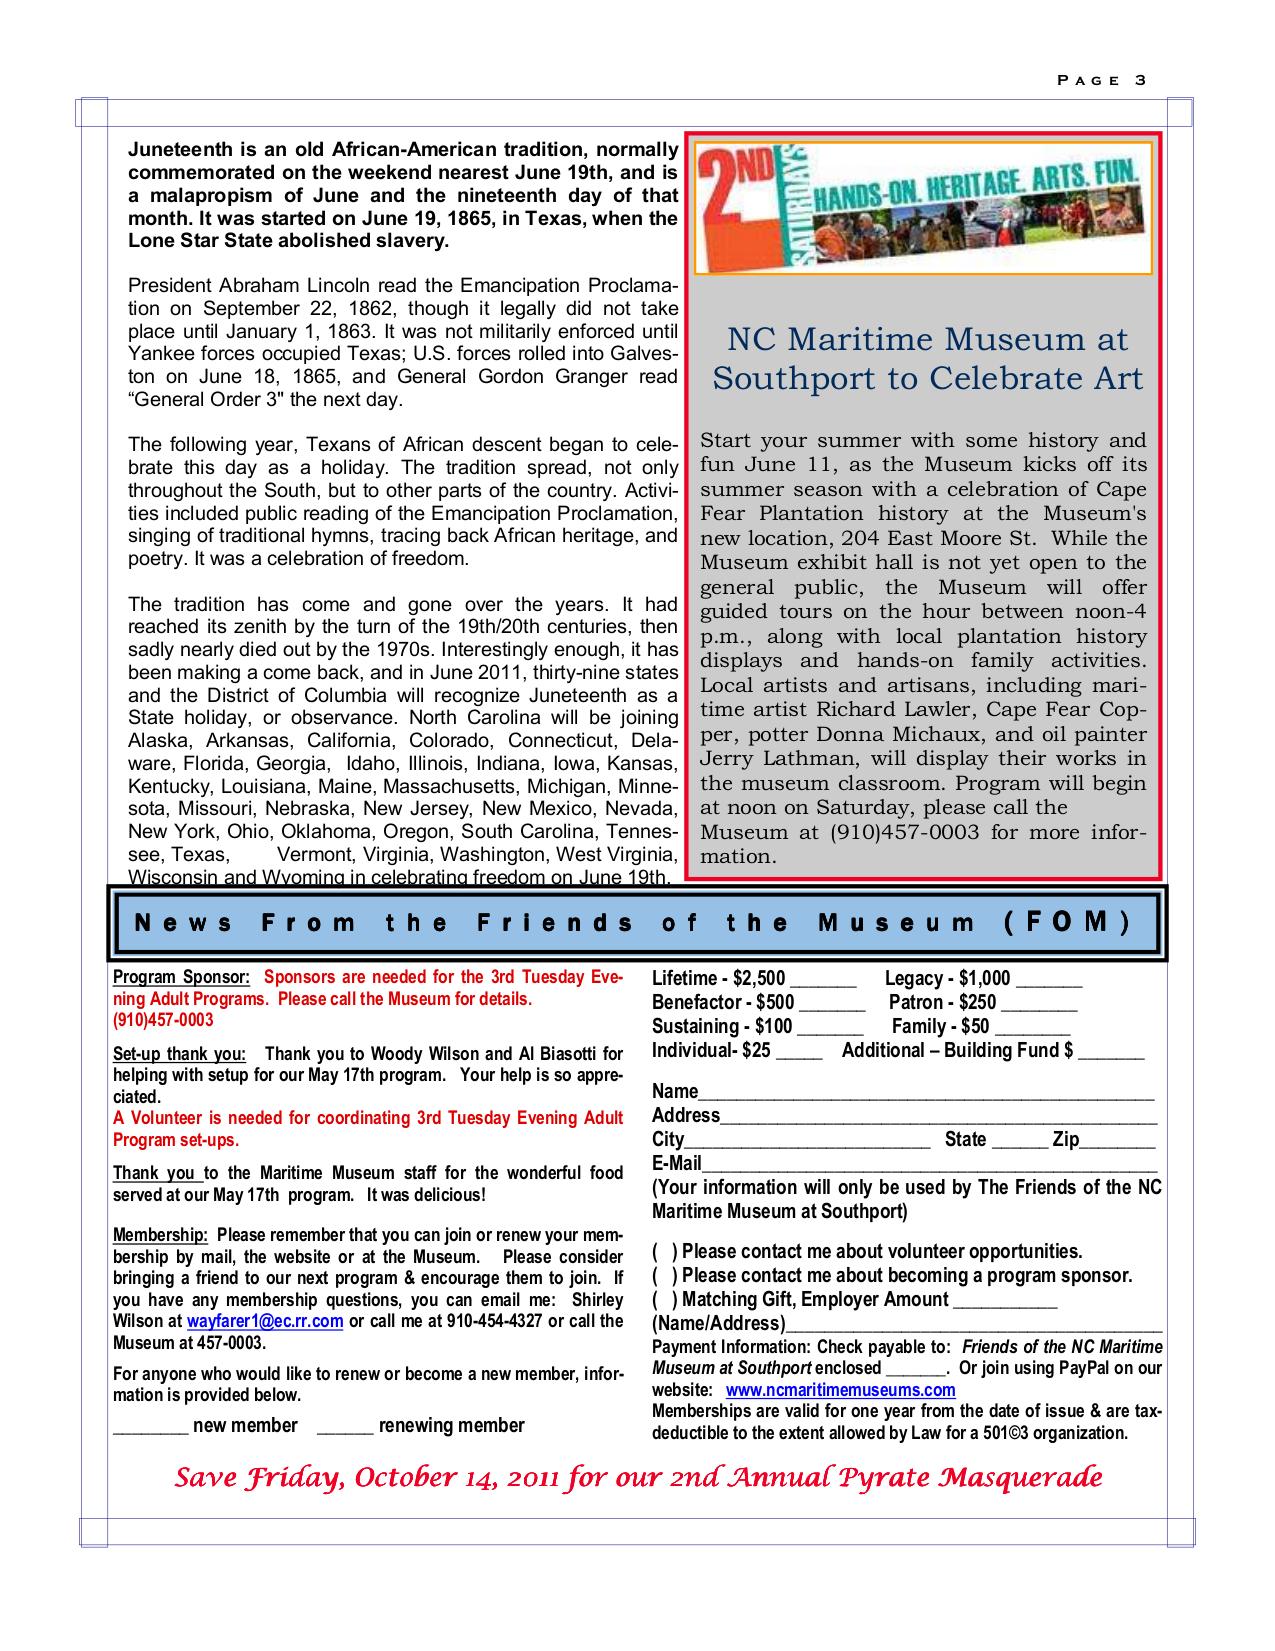 PAGE 3
Juneteenth is an old African-American tradition, normally
commemorated on the weekend nearest June 19th, and is
a malapropism of June and the nineteenth day of that
month. It was started on June 19, 1865, in Texas, when the
Lone Star State abolished slavery.
President Abraham Lincoln read the Emancipation Proclama-
tion on September 22, 1862, though it legally did not take
place until January 1, 1863. It was not militarily enforced until
Yankee forces occupied Texas; U.S. forces rolled into Galves-
ton on June 18, 1865, and General Gordon Granger read
“General Order 3" the next day.
The following year, Texans of African descent began to cele-
brate this day as a holiday. The tradition spread, not only
throughout the South, but to other parts of the country. Activi-
ties included public reading of the Emancipation Proclamation,
singing of traditional hymns, tracing back African heritage, and
poetry. It was a celebration of freedom.
The tradition has come and gone over the years. It had
reached its zenith by the turn of the 19th/20th centuries, then
sadly nearly died out by the 1970s. Interestingly enough, it has
been making a come back, and in June 2011, thirty-nine states
and the District of Columbia will recognize Juneteenth as a
State holiday, or observance. North Carolina will be joining
Alaska, Arkansas, California, Colorado, Connecticut, Dela-
ware, Florida, Georgia, Idaho, Illinois, Indiana, Iowa, Kansas,
Kentucky, Louisiana, Maine, Massachusetts, Michigan, Minne-
sota, Missouri, Nebraska, New Jersey, New Mexico, Nevada,
New York, Ohio, Oklahoma, Oregon, South Carolina, Tennes-
see, Texas, Vermont, Virginia, Washington, West Virginia,
Wisconsin and Wyoming in celebrating freedom on June 19th.
2ND
SATURDAYS
HANDS-ON. HERITAGE. ARTS. FUN.
NC Maritime Museum at
Southport to Celebrate Art
Start your summer with some history and
fun June 11, as the Museum kicks off its
summer season with a celebration of Cape
Fear Plantation history at the Museum's
new location, 204 East Moore St. While the
Museum exhibit hall is not yet open to the
general public, the Museum will offer
guided tours on the hour between noon-4
p.m., along with local plantation history
displays and hands-on family activities.
Local artists and artisans, including mari-
time artist Richard Lawler, Cape Fear Cop-
per, potter Donna Michaux, and oil painter
Jerry Lathman, will display their works in
the museum classroom. Program will begin
at noon on Saturday, please call the
Museum at (910)457-0003 for more infor-
mation.
News From the Friends of the Museum (FOM)
Program Sponsor: Sponsors are needed for the 3rd Tuesday Eve-
ning Adult Programs. Please call the Museum for details.
(910)457-0003
Set-up thank you: Thank you to Woody Wilson and Al Biasotti for
helping with setup for our May 17th program. Your help is so appre-
ciated.
A Volunteer is needed for coordinating 3rd Tuesday Evening Adult
Program set-ups.
Thank you to the Maritime Museum staff for the wonderful food
served at our May 17th program. It was delicious!
Membership: Please remember that you can join or renew your mem-
bership by mail, the website or at the Museum. Please consider
bringing a friend to our next program & encourage them to join. If
you have any membership questions, you can email me: Shirley
Wilson at wayfarer1@ec.rr.com or call me at 910-454-4327 or call the
Museum at 457-0003.
For anyone who would like to renew or become a new member, infor-
mation is provided below.
________ new member ______ renewing member
Lifetime - $2,500 _______ Legacy - $1,000 _______
Benefactor - $500 _______ Patron - $250 ________
Sustaining - $100 _______ Family - $50 ________
Individual- $25 _____ Additional – Building Fund $ _______
Name________________________________________________
Address______________________________________________
City__________________________ State ______ Zip________
E-Mail________________________________________________
(Your information will only be used by The Friends of the NC
Maritime Museum at Southport)
( ) Please contact me about volunteer opportunities.
( ) Please contact me about becoming a program sponsor.
( ) Matching Gift, Employer Amount ___________
(Name/Address)________________________________________
Payment Information: Check payable to: Friends of the NC Maritime
Museum at Southport enclosed _______. Or join using PayPal on our
website: www.ncmaritimemuseums.com
Memberships are valid for one year from the date of issue & are tax-
deductible to the extent allowed by Law for a 501©3 organization.
Save Friday, October 14, 2011 for our 2nd Annual Pyrate Masquerade